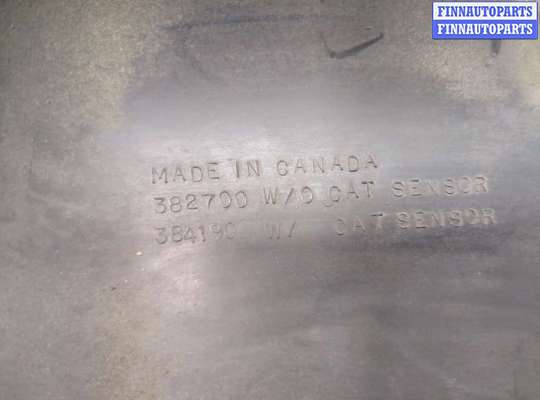 FINNAUTOPARTS
FINNAUTOPARTS
MADE IN CANADA
382700 W/O CAT SENSOR
384190 W/ CAT SENSOR